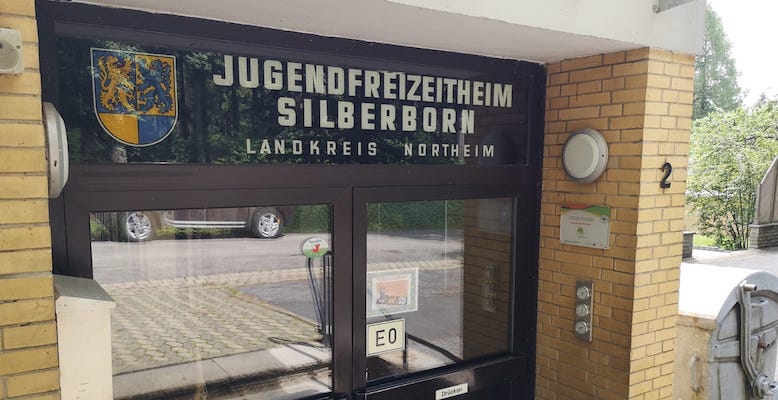 JUGENDFREIZEITHEIM
SILBERBORN
LANDKREIS NORTHEIM
2
E0
Drücken